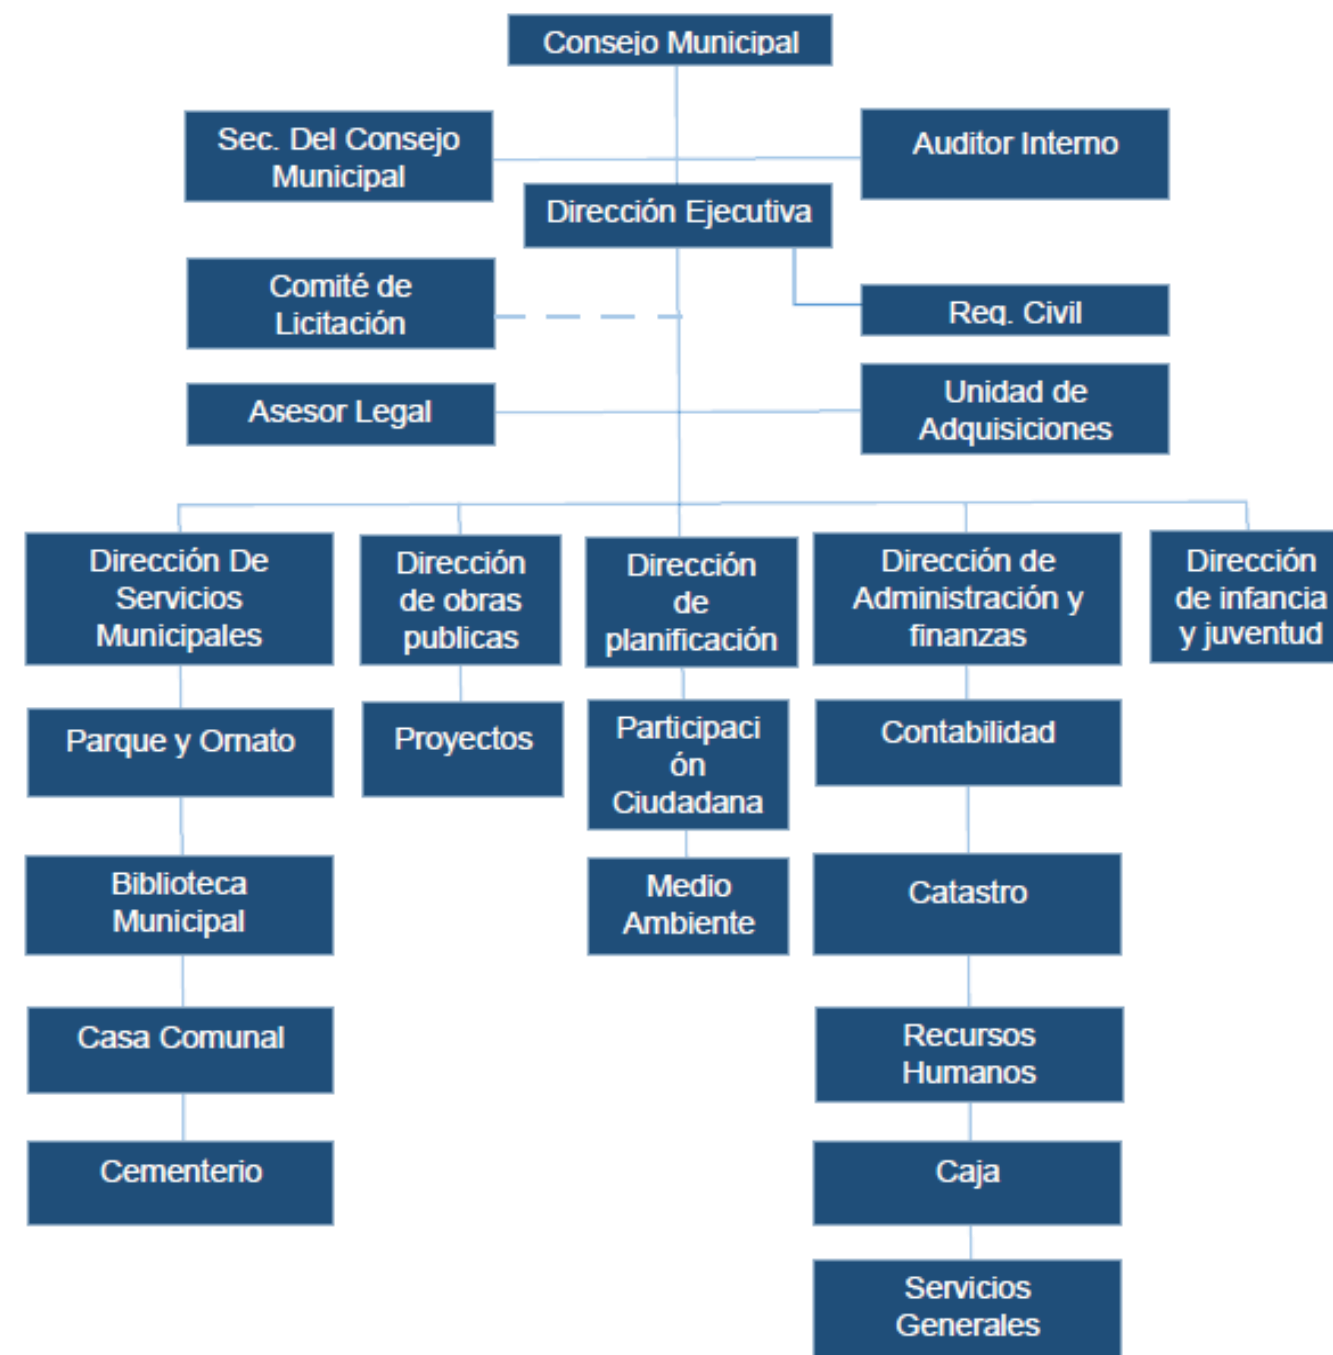 Consejo Municipal
Sec. Del Consejo
Municipal
Auditor Interno
Dirección Ejecutiva
Comité de
Licitación
Reg. Civil
Asesor Legal
Unidad de
Adquisiciones
Dirección De
Servicios
Municipales
Dirección
de obras
publicas
Dirección
de
planificación
Dirección de
Administración y
finanzas
Dirección
de infancia
y juventud
Parque y Ornato
Proyectos
Participaci
ón
Ciudadana
Contabilidad
Biblioteca
Municipal
Medio
Ambiente
Catastro
Casa Comunal
Recursos
Humanos
Cementerio
Caja
Servicios
Generales